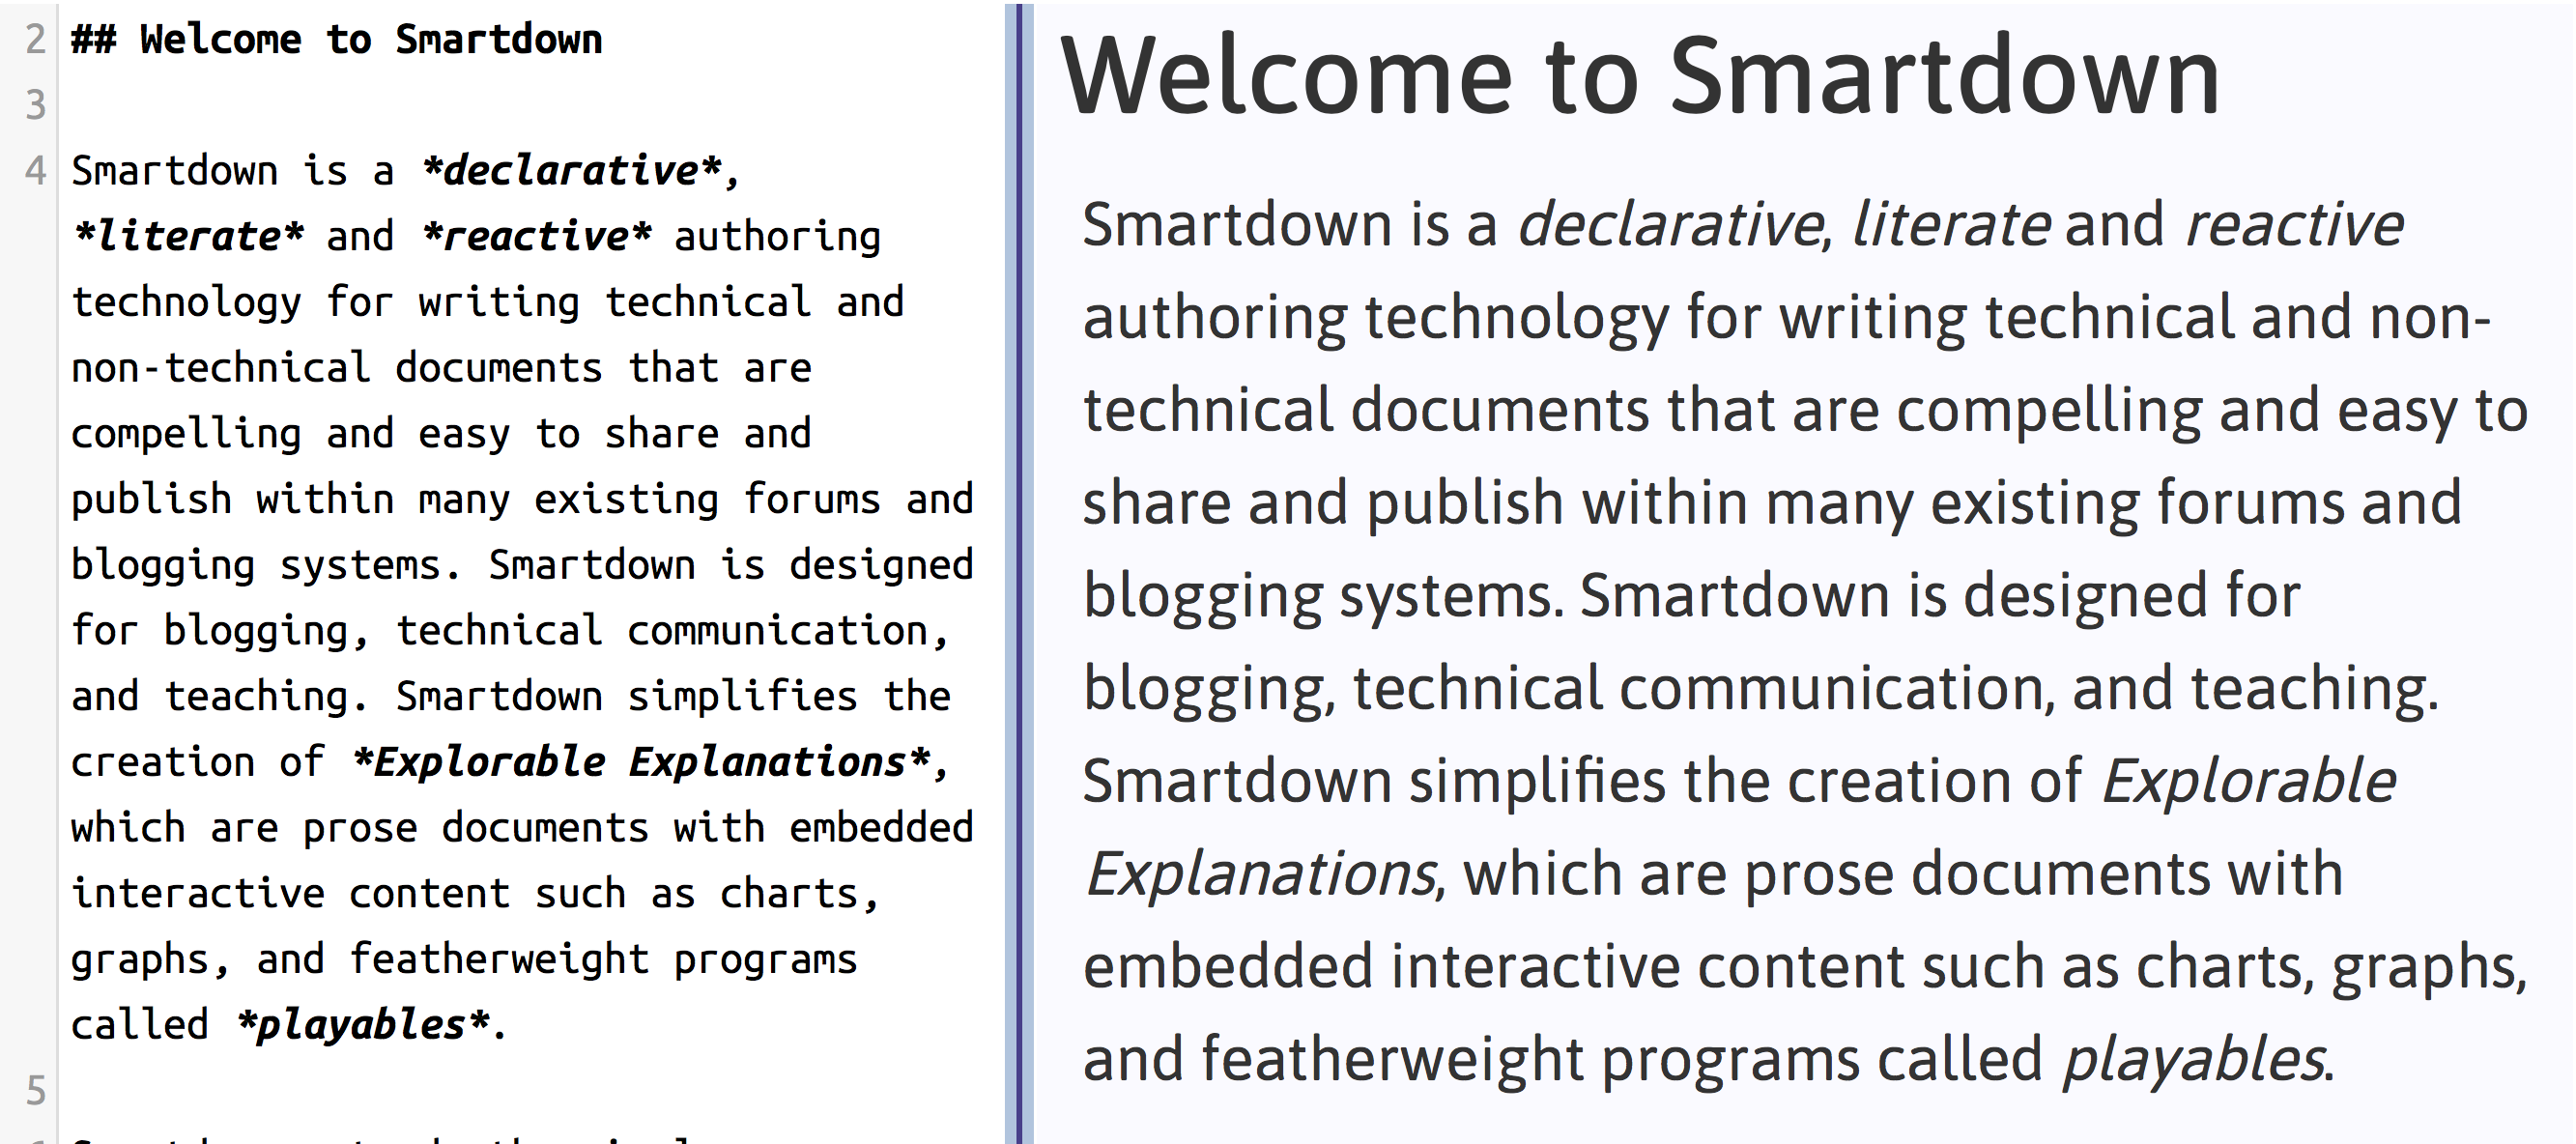 2 ## Welcome to Smartdown
3
4 Smartdown is a *declarative*,
*literate* and *reactive* authoring
technology for writing technical and
non-technical documents that are
compelling and easy to share and
publish within many existing forums and
blogging systems. Smartdown is designed
for blogging, technical communication,
and teaching. Smartdown simplifies the
creation of *Explorable Explanations*,
which are prose documents with embedded
interactive content such as charts,
graphs, and featherweight programs
called *playables*.
5
Welcome to Smartdown
Smartdown is a declarative, literate and reactive
authoring technology for writing technical and non-
technical documents that are compelling and easy to
share and publish within many existing forums and
blogging systems. Smartdown is designed for
blogging, technical communication, and teaching.
Smartdown simplifies the creation of Explorable
Explanations, which are prose documents with
embedded interactive content such as charts, graphs,
and featherweight programs called playables.